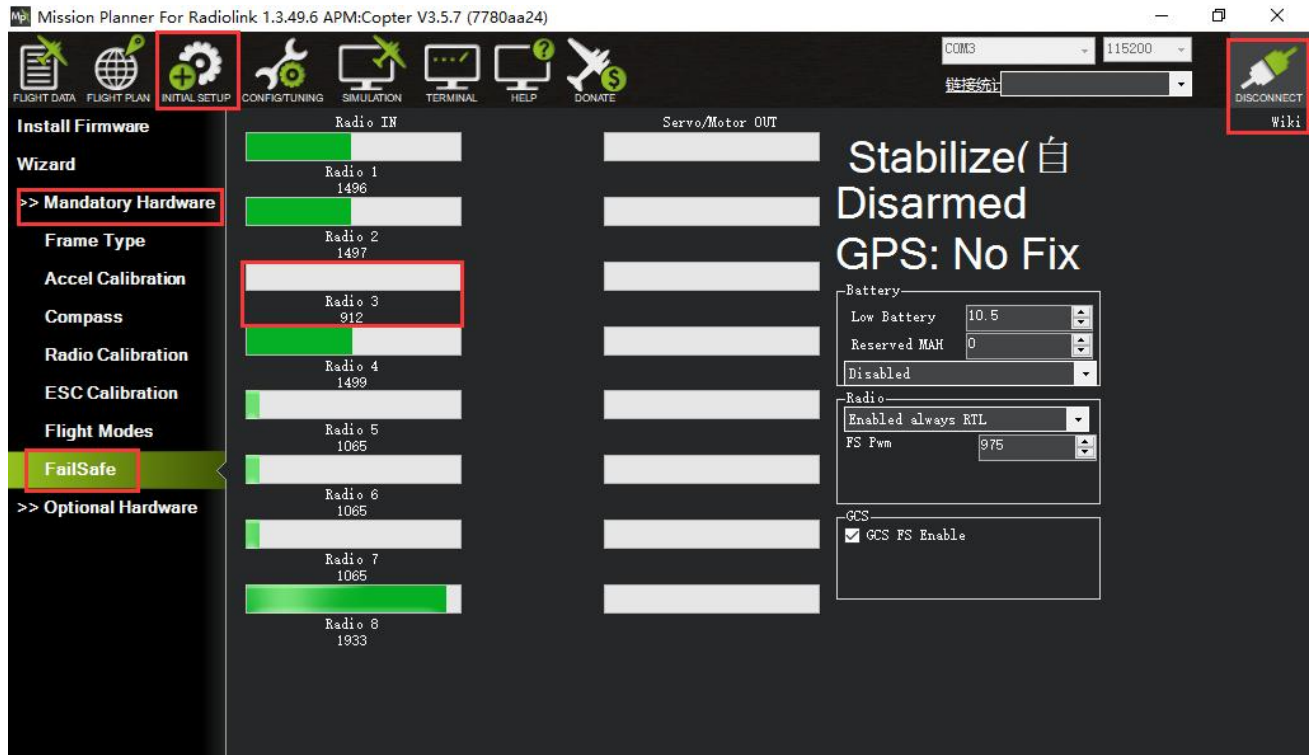 Mission Planner For Radiolink 1.3.49.6 APM:Copter V3.5.7 (7780aa24)
FLIGHT DATA
FLIGHT PLAN
INITIAL SETUP
CONFIG/TUNING
SIMULATION
TERMINAL
HELP
DONATE
COM3
115200
链接统计
DISCONNECT
Install Firmware
Wizard
>> Mandatory Hardware
Frame Type
Accel Calibration
Compass
Radio Calibration
ESC Calibration
Flight Modes
FailSafe
>> Optional Hardware
Radio IN
Radio 1
1496
Radio 2
1497
Radio 3
912
Radio 4
1499
Radio 5
1065
Radio 6
1065
Radio 7
1065
Radio 8
1933
Servo/Motor OUT
Wiki
Stabilize(自
Disarmed
GPS: No Fix
Battery
Low Battery 10.5
Reserved MAH 0
Disabled
Radio
Enabled always RTL
FS Pwm 975
GCS
GCS FS Enable